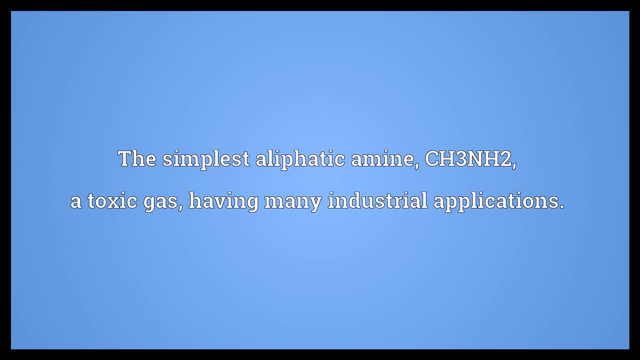 The simplest aliphatic amine, CH3NH2,
a toxic gas, having many industrial applications.